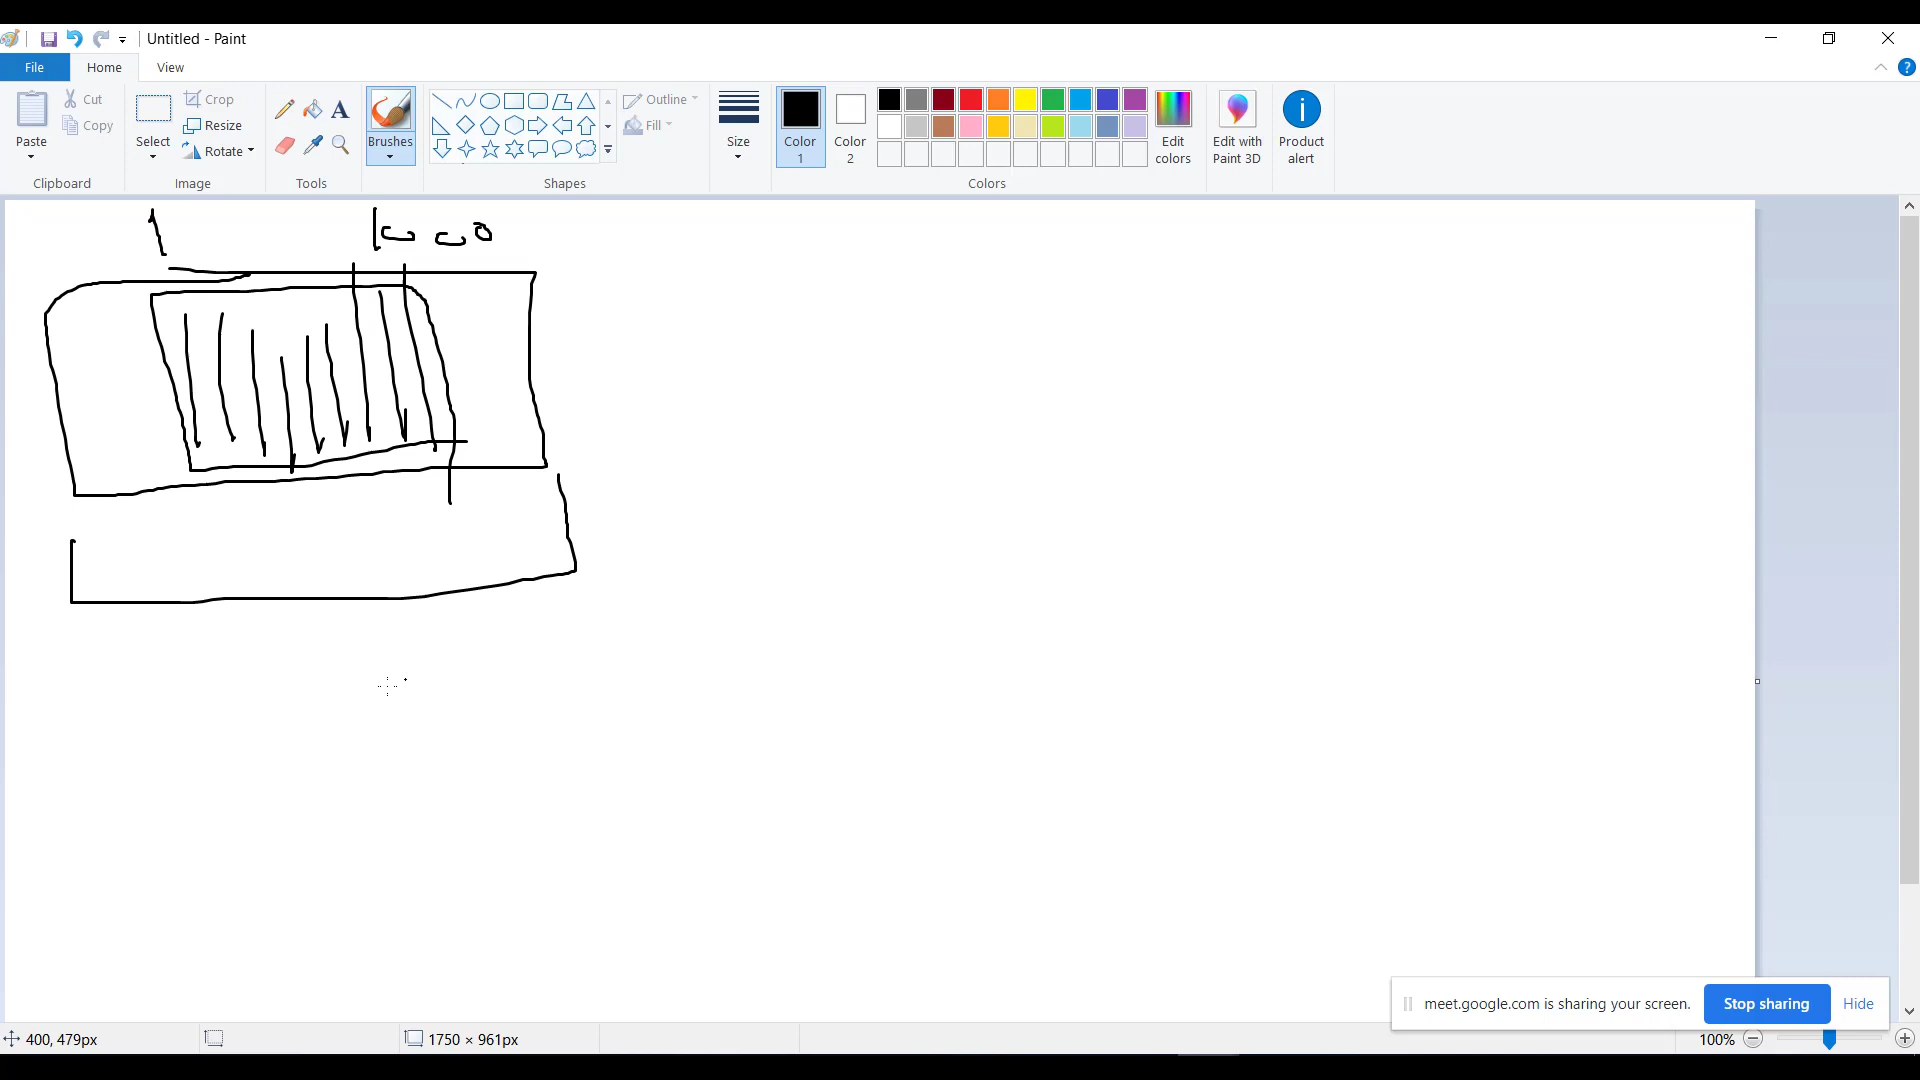 Untitled - Paint
File Home View
Paste Cut Copy
Clipboard
Select Crop Resize Rotate
Image
Tools
Brushes
Outline Fill
Shapes
Size
Color 1 Color 2
Edit colors
Colors
Edit with Paint 3D
Product alert
meet.google.com is sharing your screen. Stop sharing Hide
400, 479px 1750 × 961px 100%